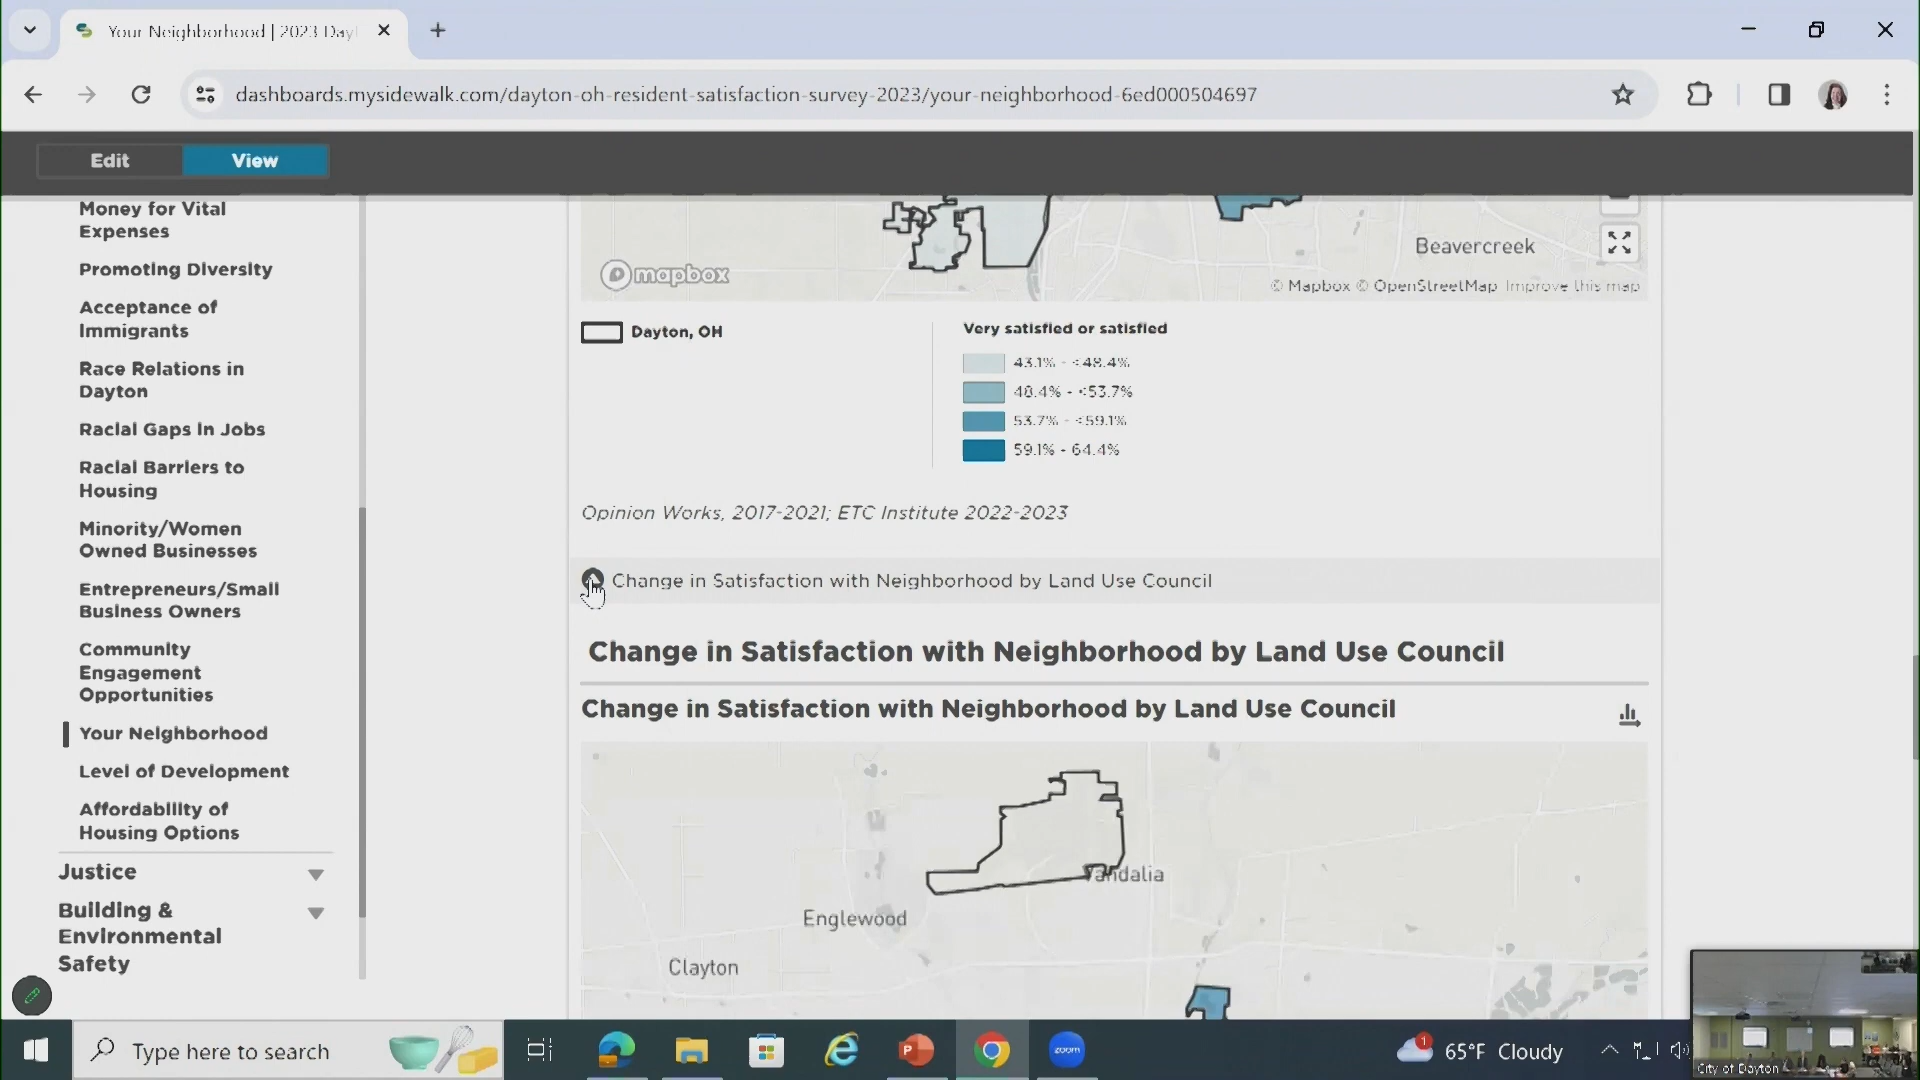 Your Neighborhood | 2023 Day
dashboards.mysidewalk.com/dayton-oh-resident-satisfaction-survey-2023/your-neighborhood-6ed000504697
Edit
View
Money for Vital
Expenses
Promoting Diversity
Acceptance of
Immigrants
Race Relations in
Dayton
Racial Gaps in Jobs
Racial Barriers to
Housing
Minority/Women
Owned Businesses
Entrepreneurs/Small
Business Owners
Community
Engagement
Opportunities
Your Neighborhood
Level of Development
Affordability of
Housing Options
Justice
Building &
Environmental
Safety
Beavercreek
mapbox
© Mapbox © OpenStreetMap Improve this map
Dayton, OH
Very satisfied or satisfied
43.1% - <48.4%
48.4% - <53.7%
53.7% - <59.1%
59.1% - 64.4%
Opinion Works, 2017-2021; ETC Institute 2022-2023
Change in Satisfaction with Neighborhood by Land Use Council
Change in Satisfaction with Neighborhood by Land Use Council
Change in Satisfaction with Neighborhood by Land Use Council
Vandalia
Englewood
Clayton
Type here to search
P
zoom
1
65°F Cloudy
City of Dayton